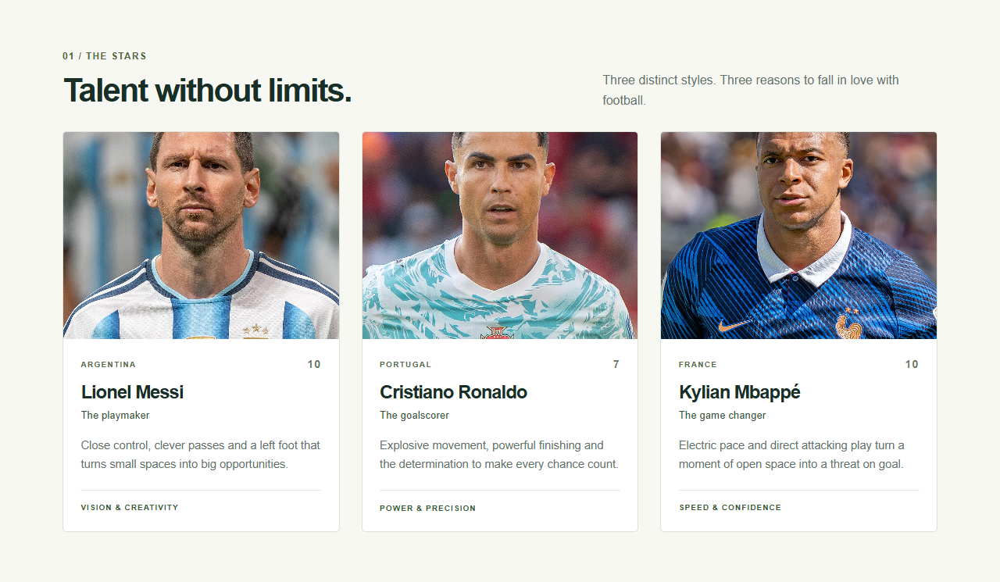 01 / THE STARS
Talent without limits.
Three distinct styles. Three reasons to fall in love with
football.
ARGENTINA 10
Lionel Messi
The playmaker
Close control, clever passes and a left foot that
turns small spaces into big opportunities.
VISION & CREATIVITY
PORTUGAL 7
Cristiano Ronaldo
The goalscorer
Explosive movement, powerful finishing and
the determination to make every chance count.
POWER & PRECISION
FRANCE 10
Kylian Mbappé
The game changer
Electric pace and direct attacking play turn a
moment of open space into a threat on goal.
SPEED & CONFIDENCE